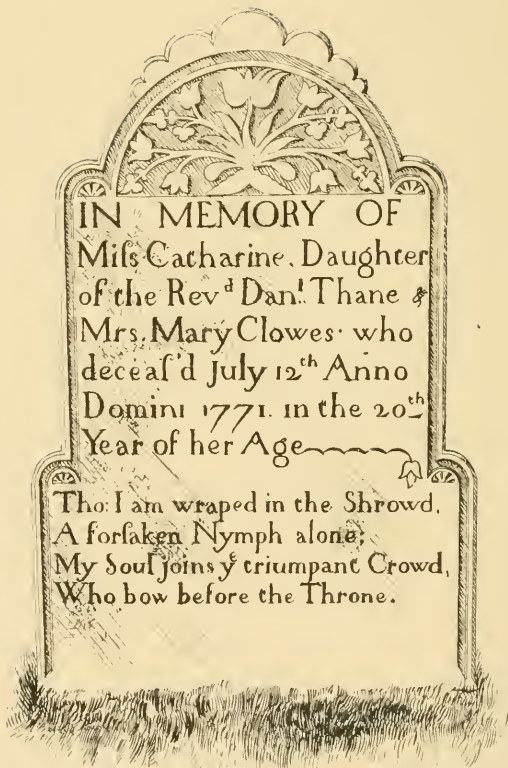 IN MEMORY OF
Miſs Catharine. Daughter
of the Revᵈ Danˡ. Thane &
Mrs. Mary Clowes· who
deceaſ'd July 12ᵗʰ Anno
Domini 1771. in the 20ᵗʰ
Year of her Age
Tho: I am wraped in the Shrowd,
A forſaken Nymph alone;
My Souſ joins yᵉ triumpant Crowd,
Who bow before the Throne.